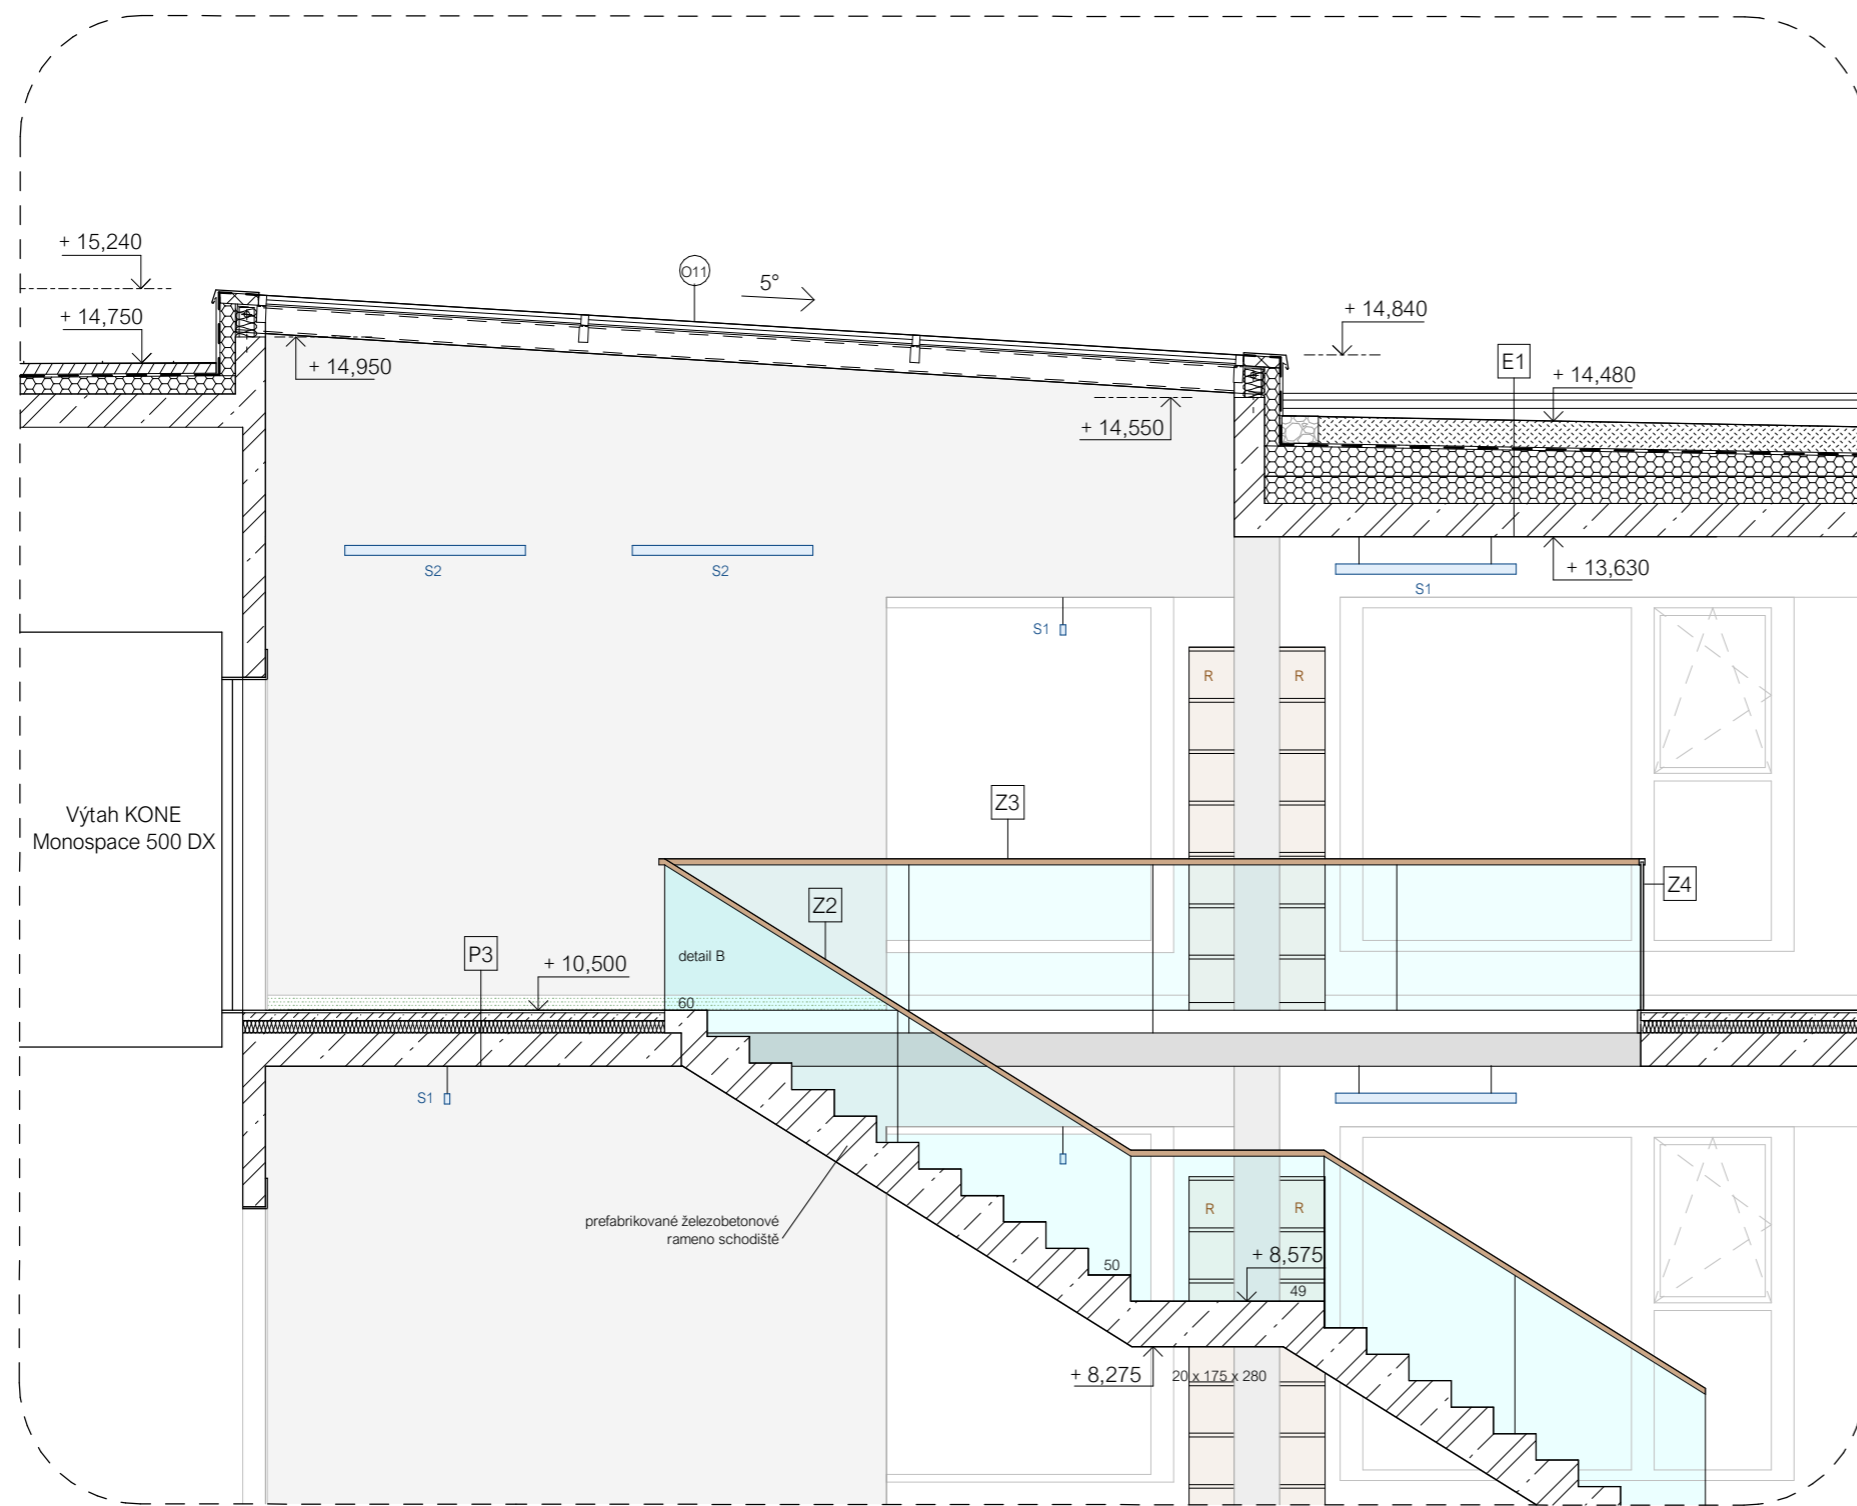 + 15,240
O11
5°
+ 14,750
+ 14,840
+ 14,950
E1
+ 14,480
+ 14,550
S2
S2
+ 13,630
S1
S1
R
R
Výtah KONE
Monospace 500 DX
Z3
Z4
Z2
P3
detail B
+ 10,500
60
S1
prefabrikované železobetonové
rameno schodiště
R
R
50
+ 8,575
49
+ 8,275
20 x 175 x 280